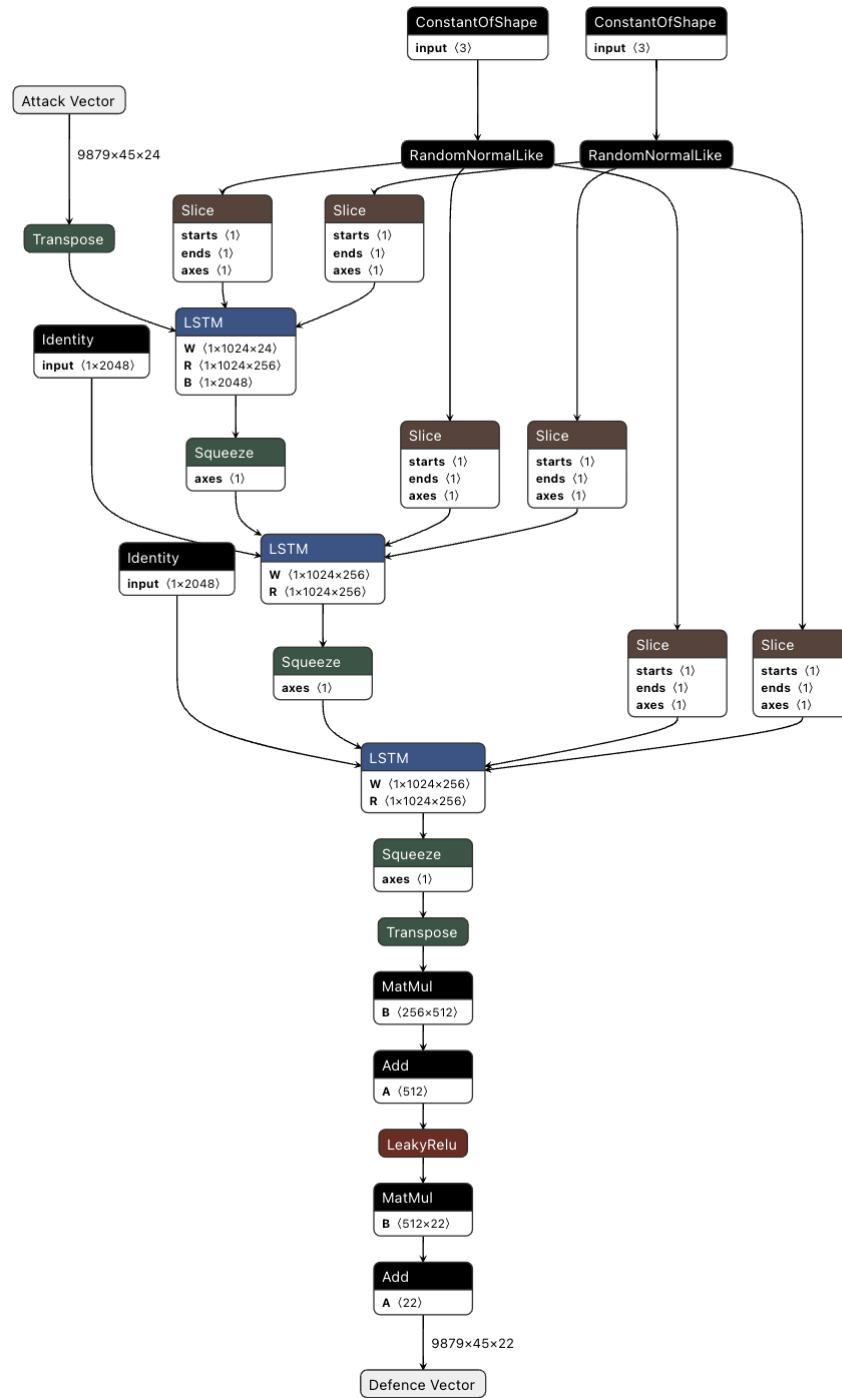 ConstantOfShape
input ⟨3⟩
ConstantOfShape
input ⟨3⟩
Attack Vector
9879×45×24
RandomNormalLike
RandomNormalLike
Slice
starts ⟨1⟩
ends ⟨1⟩
axes ⟨1⟩
Slice
starts ⟨1⟩
ends ⟨1⟩
axes ⟨1⟩
Transpose
LSTM
W ⟨1×1024×24⟩
R ⟨1×1024×256⟩
B ⟨1×2048⟩
Identity
input ⟨1×2048⟩
Slice
starts ⟨1⟩
ends ⟨1⟩
axes ⟨1⟩
Slice
starts ⟨1⟩
ends ⟨1⟩
axes ⟨1⟩
Squeeze
axes ⟨1⟩
LSTM
W ⟨1×1024×256⟩
R ⟨1×1024×256⟩
Identity
input ⟨1×2048⟩
Slice
starts ⟨1⟩
ends ⟨1⟩
axes ⟨1⟩
Slice
starts ⟨1⟩
ends ⟨1⟩
axes ⟨1⟩
Squeeze
axes ⟨1⟩
LSTM
W ⟨1×1024×256⟩
R ⟨1×1024×256⟩
Squeeze
axes ⟨1⟩
Transpose
MatMul
B ⟨256×512⟩
Add
A ⟨512⟩
LeakyRelu
MatMul
B ⟨512×22⟩
Add
A ⟨22⟩
9879×45×22
Defence Vector